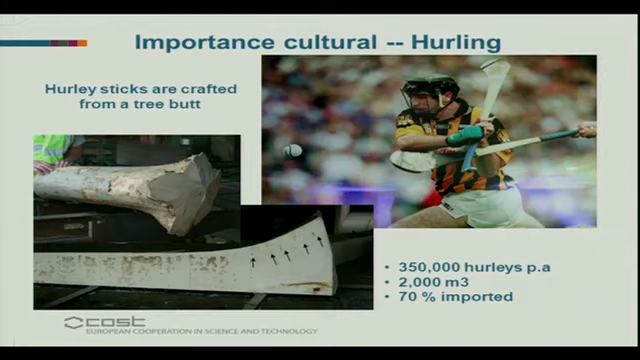 Importance cultural -- Hurling
Hurley sticks are crafted
from a tree butt
• 350,000 hurleys p.a
• 2,000 m3
• 70 % imported
cost
EUROPEAN COOPERATION IN SCIENCE AND TECHNOLOGY